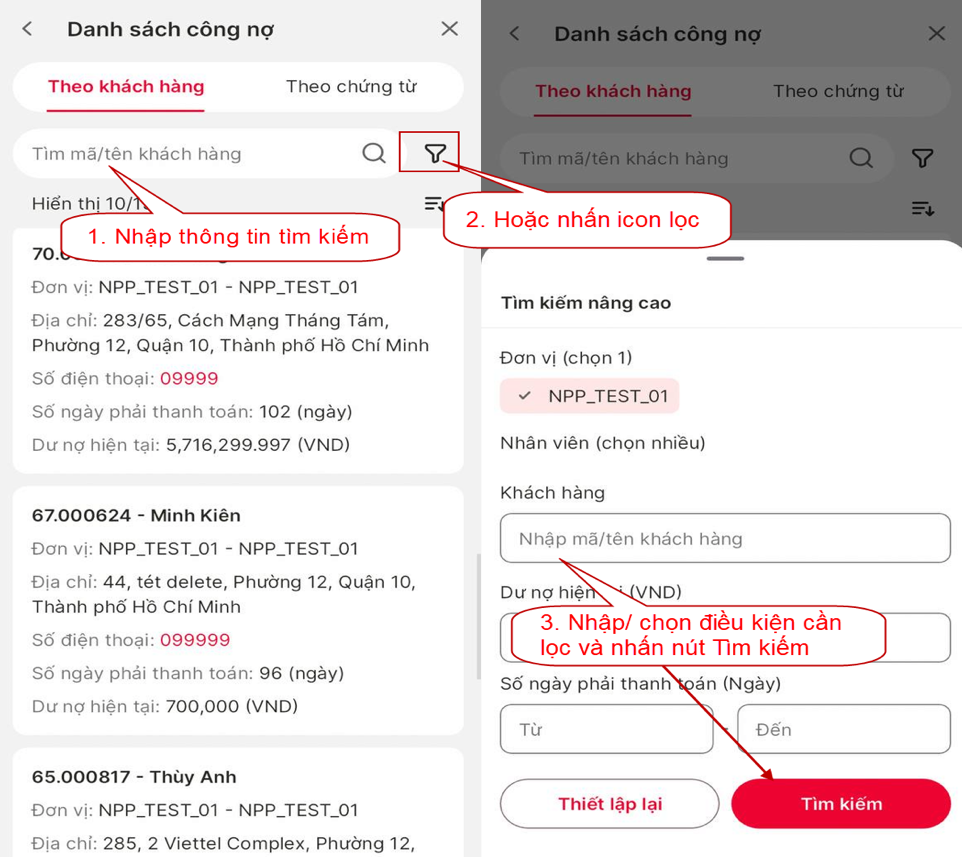 Danh sách công nợ
Theo khách hàng
Theo chứng từ
Tìm mã/tên khách hàng
Hiển thị 10/1
1. Nhập thông tin tìm kiếm
2. Hoặc nhấn icon lọc
Đơn vị: NPP_TEST_01 - NPP_TEST_01
Địa chỉ: 283/65, Cách Mạng Tháng Tám,
Phường 12, Quận 10, Thành phố Hồ Chí Minh
Số điện thoại: 09999
Số ngày phải thanh toán: 102 (ngày)
Dư nợ hiện tại: 5,716,299.997 (VND)
67.000624 - Minh Kiên
Đơn vị: NPP_TEST_01 - NPP_TEST_01
Địa chỉ: 44, tét delete, Phường 12, Quận 10,
Thành phố Hồ Chí Minh
Số điện thoại: 099999
Số ngày phải thanh toán: 96 (ngày)
Dư nợ hiện tại: 700,000 (VND)
65.000817 - Thùy Anh
Đơn vị: NPP_TEST_01 - NPP_TEST_01
Địa chỉ: 285, 2 Viettel Complex, Phường 12,
Danh sách công nợ
Theo khách hàng
Theo chứng từ
Tìm mã/tên khách hàng
Tìm kiếm nâng cao
Đơn vị (chọn 1)
NPP_TEST_01
Nhân viên (chọn nhiều)
Khách hàng
Nhập mã/tên khách hàng
Dư nợ hiện (VND)
3. Nhập/ chọn điều kiện cần
lọc và nhấn nút Tìm kiếm
Số ngày phải thanh toán (Ngày)
Từ
-
Đến
Thiết lập lại
Tìm kiếm